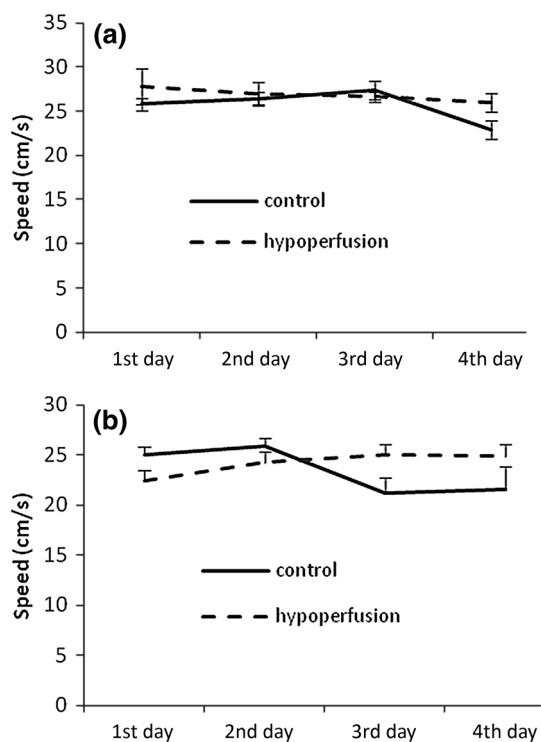 (a)
Speed (cm/s)
35
30
25
20
15
10
5
0
control
hypoperfusion
1st day 2nd day 3rd day 4th day
(b)
Speed (cm/s)
30
25
20
15
10
5
0
control
hypoperfusion
1st day 2nd day 3rd day 4th day